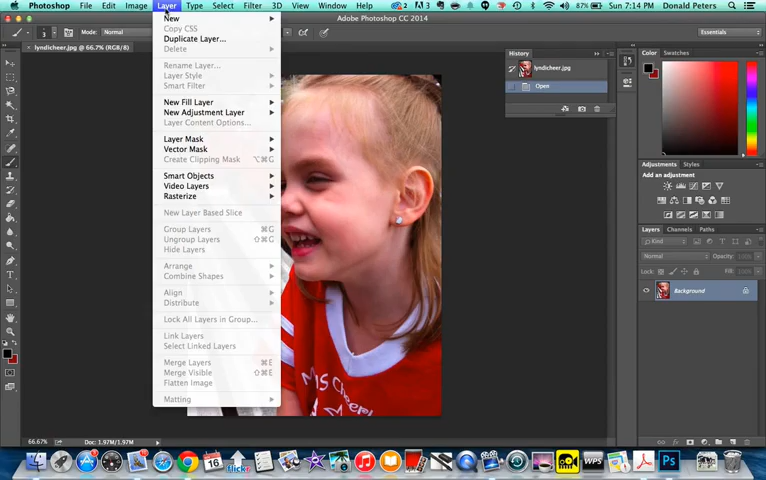 Photoshop File Edit Image Layer Type Select Filter 3D View Window Help
2 3 Sun 7:14 PM Donald Peters
Adobe Photoshop CC 2014
3 Mode: Normal
Essentials
lyndicheer.jpg @ 66.7% (RGB/8)
New
Copy CSS
Duplicate Layer...
Delete
Rename Layer...
Layer Style
Smart Filter
New Fill Layer
New Adjustment Layer
Layer Content Options...
Layer Mask
Vector Mask
Create Clipping Mask ⌥⌘G
Smart Objects
Video Layers
Rasterize
New Layer Based Slice
Group Layers ⌘G
Ungroup Layers ⇧⌘G
Hide Layers
Arrange
Combine Shapes
Align
Distribute
Lock All Layers in Group...
Link Layers
Select Linked Layers
Merge Layers ⌘E
Merge Visible ⇧⌘E
Flatten Image
Matting
History
lyndicheer.jpg
Open
Color Swatches
Adjustments Styles
Add an adjustment
Layers Channels Paths
Kind
Normal Opacity: 100%
Lock: Fill: 100%
Background
66.67% Doc: 1.97M/1.97M
16
flickr
WPS
Ps